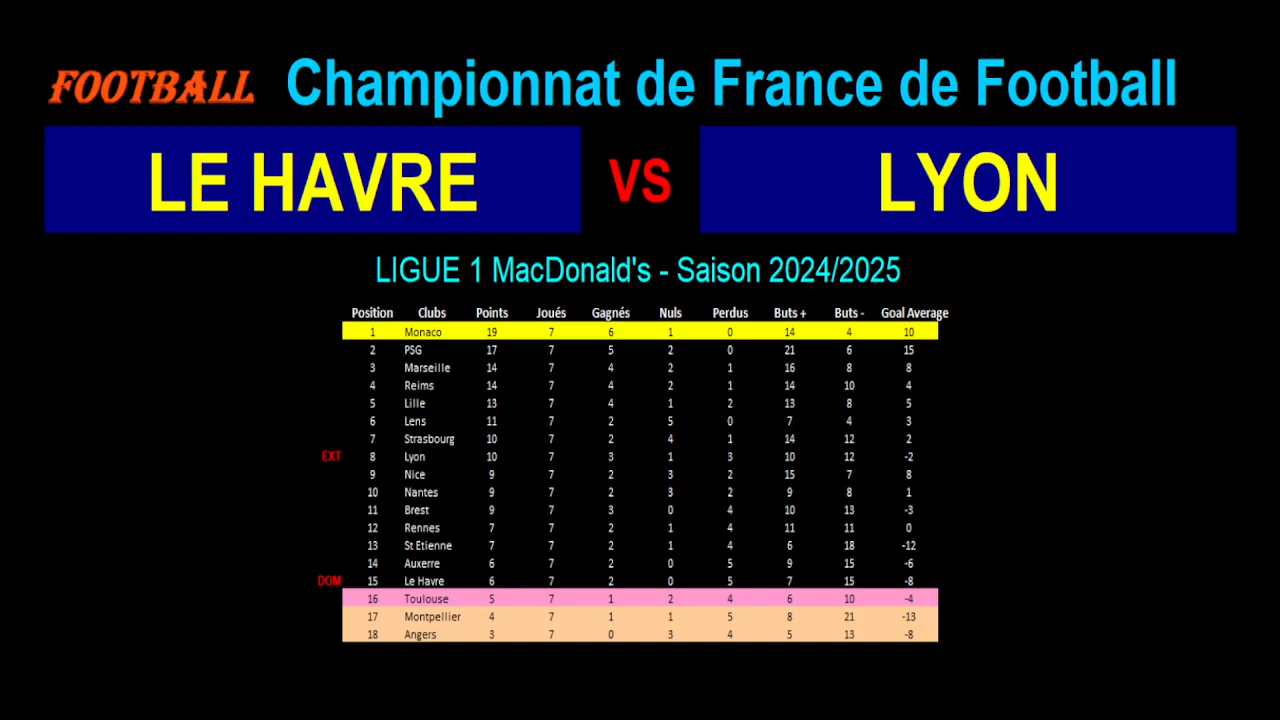 FOOTBALL Championnat de France de Football
LE HAVRE VS LYON
LIGUE 1 MacDonald's - Saison 2024/2025
Position Clubs Points Joués Gagnés Nuls Perdus Buts + Buts - Goal Average
1 Monaco 19 7 6 1 0 14 4 10
2 PSG 17 7 5 2 0 21 6 15
3 Marseille 14 7 4 2 1 16 8 8
4 Reims 14 7 4 2 1 14 10 4
5 Lille 13 7 4 1 2 13 8 5
6 Lens 11 7 2 5 0 7 4 3
7 Strasbourg 10 7 2 4 1 14 12 2
EXT 8 Lyon 10 7 3 1 3 10 12 -2
9 Nice 9 7 2 3 2 15 7 8
10 Nantes 9 7 2 3 2 9 8 1
11 Brest 9 7 3 0 4 10 13 -3
12 Rennes 7 7 2 1 4 11 11 0
13 St Etienne 7 7 2 1 4 6 18 -12
14 Auxerre 6 7 2 0 5 9 15 -6
DOM 15 Le Havre 6 7 2 0 5 7 15 -8
16 Toulouse 5 7 1 2 4 6 10 -4
17 Montpellier 4 7 1 1 5 8 21 -13
18 Angers 3 7 0 3 4 5 13 -8